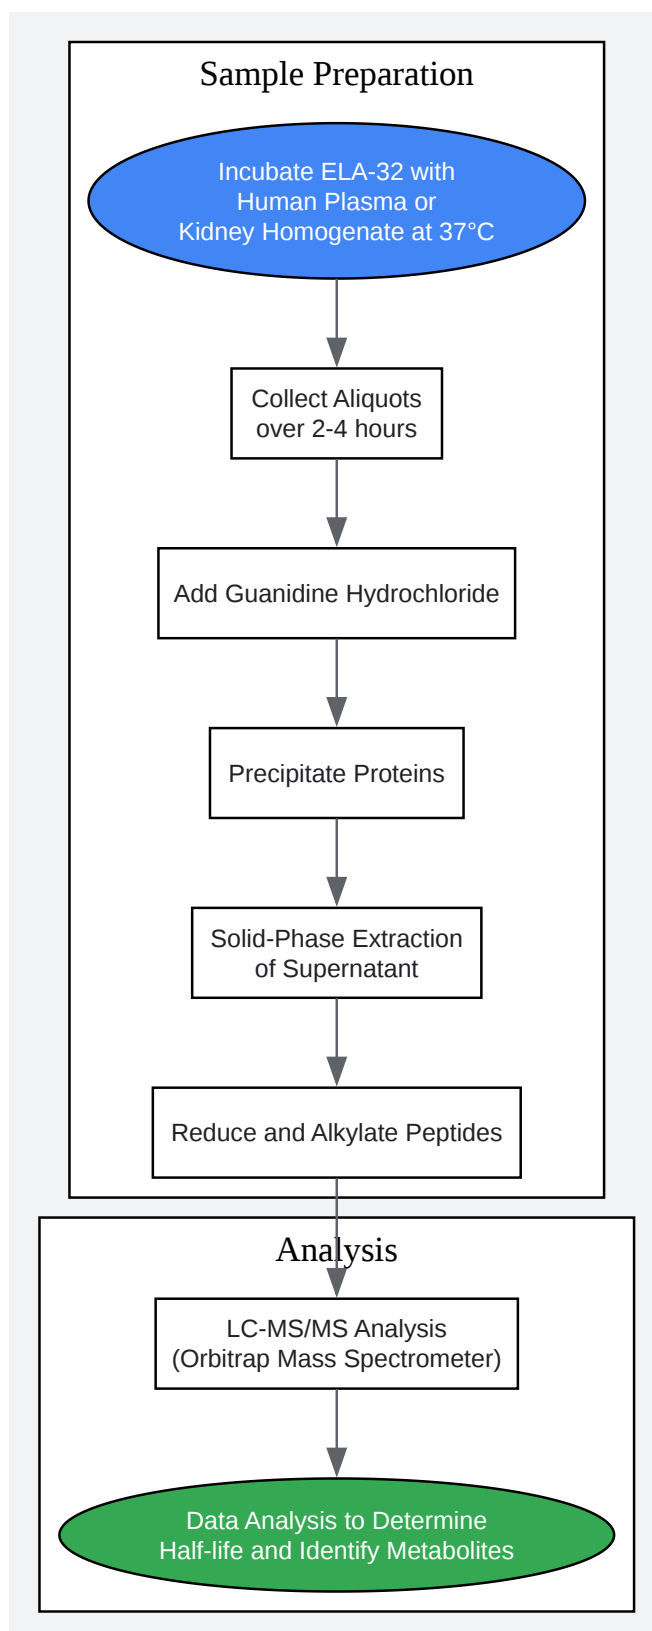 Sample Preparation
Incubate ELA-32 with
Human Plasma or
Kidney Homogenate at 37°C
Collect Aliquots
over 2-4 hours
Add Guanidine Hydrochloride
Precipitate Proteins
Solid-Phase Extraction
of Supernatant
Reduce and Alkylate Peptides
Analysis
LC-MS/MS Analysis
(Orbitrap Mass Spectrometer)
Data Analysis to Determine
Half-life and Identify Metabolites